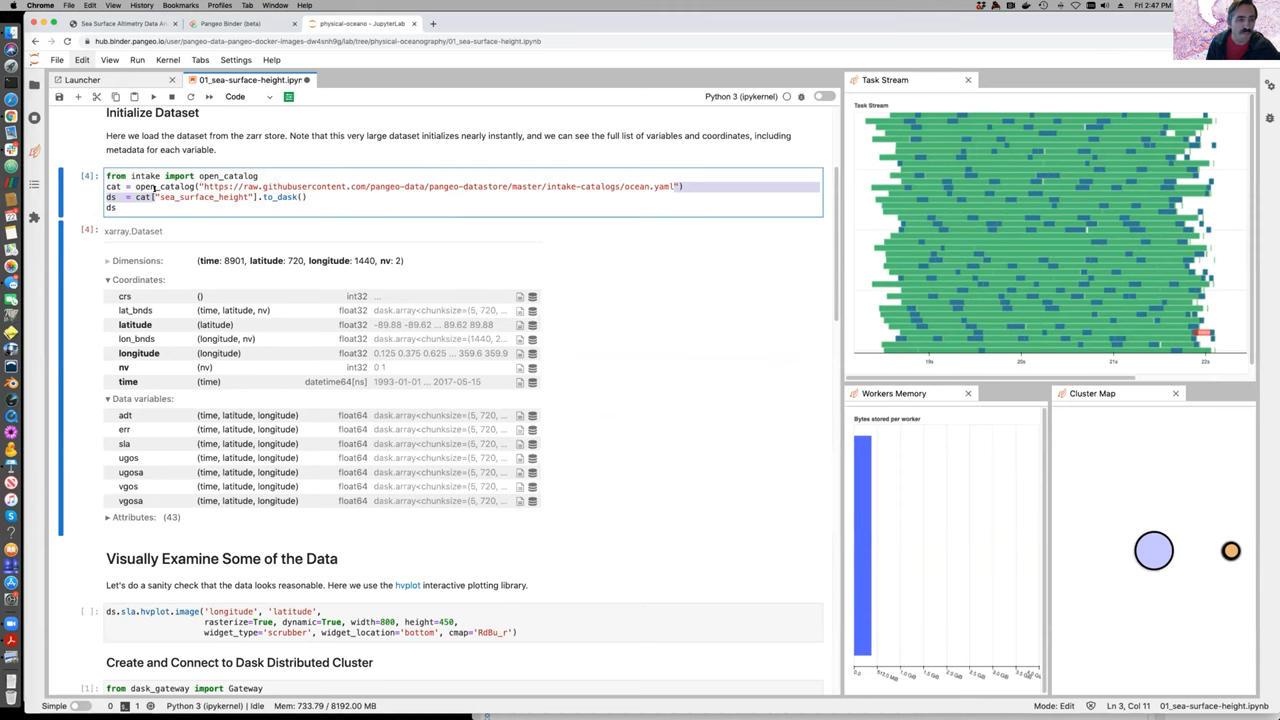 Chrome File Edit View History Bookmarks Profiles Tab Window Help
Fri 2:47 PM
Sea Surface Altimetry Data An
Pangeo Binder (beta)
physical-oceano - JupyterLab
hub.binder.pangeo.io/user/pangeo-data-pangeo-docker-images-dw4snh9g/lab/tree/physical-oceanography/01_sea-surface-height.ipynb
File Edit View Run Kernel Tabs Settings Help
Launcher
01_sea-surface-height.ipyn
Code
Python 3 (ipykernel)
Initialize Dataset
Here we load the dataset from the zarr store. Note that this very large dataset initializes nearly instantly, and we can see the full list of variables and coordinates, including
metadata for each variable.
[4]: from intake import open_catalog
cat = open_catalog("https://raw.githubusercontent.com/pangeo-data/pangeo-datastore/master/intake-catalogs/ocean.yaml")
ds = cat["sea_surface_height"].to_dask()
ds
[4]: xarray.Dataset
Dimensions: (time: 8901, latitude: 720, longitude: 1440, nv: 2)
Coordinates:
crs () int32 ...
lat_bnds (time, latitude, nv) float32 dask.array<chunksize=(5, 720, ...
latitude (latitude) float32 -89.88 -89.62 ... 89.62 89.88
lon_bnds (longitude, nv) float32 dask.array<chunksize=(1440, 2...
longitude (longitude) float32 0.125 0.375 0.625 ... 359.6 359.9
nv (nv) int32 0 1
time (time) datetime64[ns] 1993-01-01 ... 2017-05-15
Data variables:
adt (time, latitude, longitude) float64 dask.array<chunksize=(5, 720, ...
err (time, latitude, longitude) float64 dask.array<chunksize=(5, 720, ...
sla (time, latitude, longitude) float64 dask.array<chunksize=(5, 720, ...
ugos (time, latitude, longitude) float64 dask.array<chunksize=(5, 720, ...
ugosa (time, latitude, longitude) float64 dask.array<chunksize=(5, 720, ...
vgos (time, latitude, longitude) float64 dask.array<chunksize=(5, 720, ...
vgosa (time, latitude, longitude) float64 dask.array<chunksize=(5, 720, ...
Attributes: (43)
Visually Examine Some of the Data
Let's do a sanity check that the data looks reasonable. Here we use the hvplot interactive plotting library.
[ ]: ds.sla.hvplot.image('longitude', 'latitude',
rasterize=True, dynamic=True, width=800, height=450,
widget_type='scrubber', widget_location='bottom', cmap='RdBu_r')
Create and Connect to Dask Distributed Cluster
[1]: from dask_gateway import Gateway
Task Stream
Task Stream
19s 20s 21s 22s
Workers Memory
Bytes stored per worker
0.0
Cluster Map
Simple 0 1 Python 3 (ipykernel) | Idle Mem: 733.79 / 8192.00 MB
Mode: Edit Ln 3, Col 11 01_sea-surface-height.ipynb